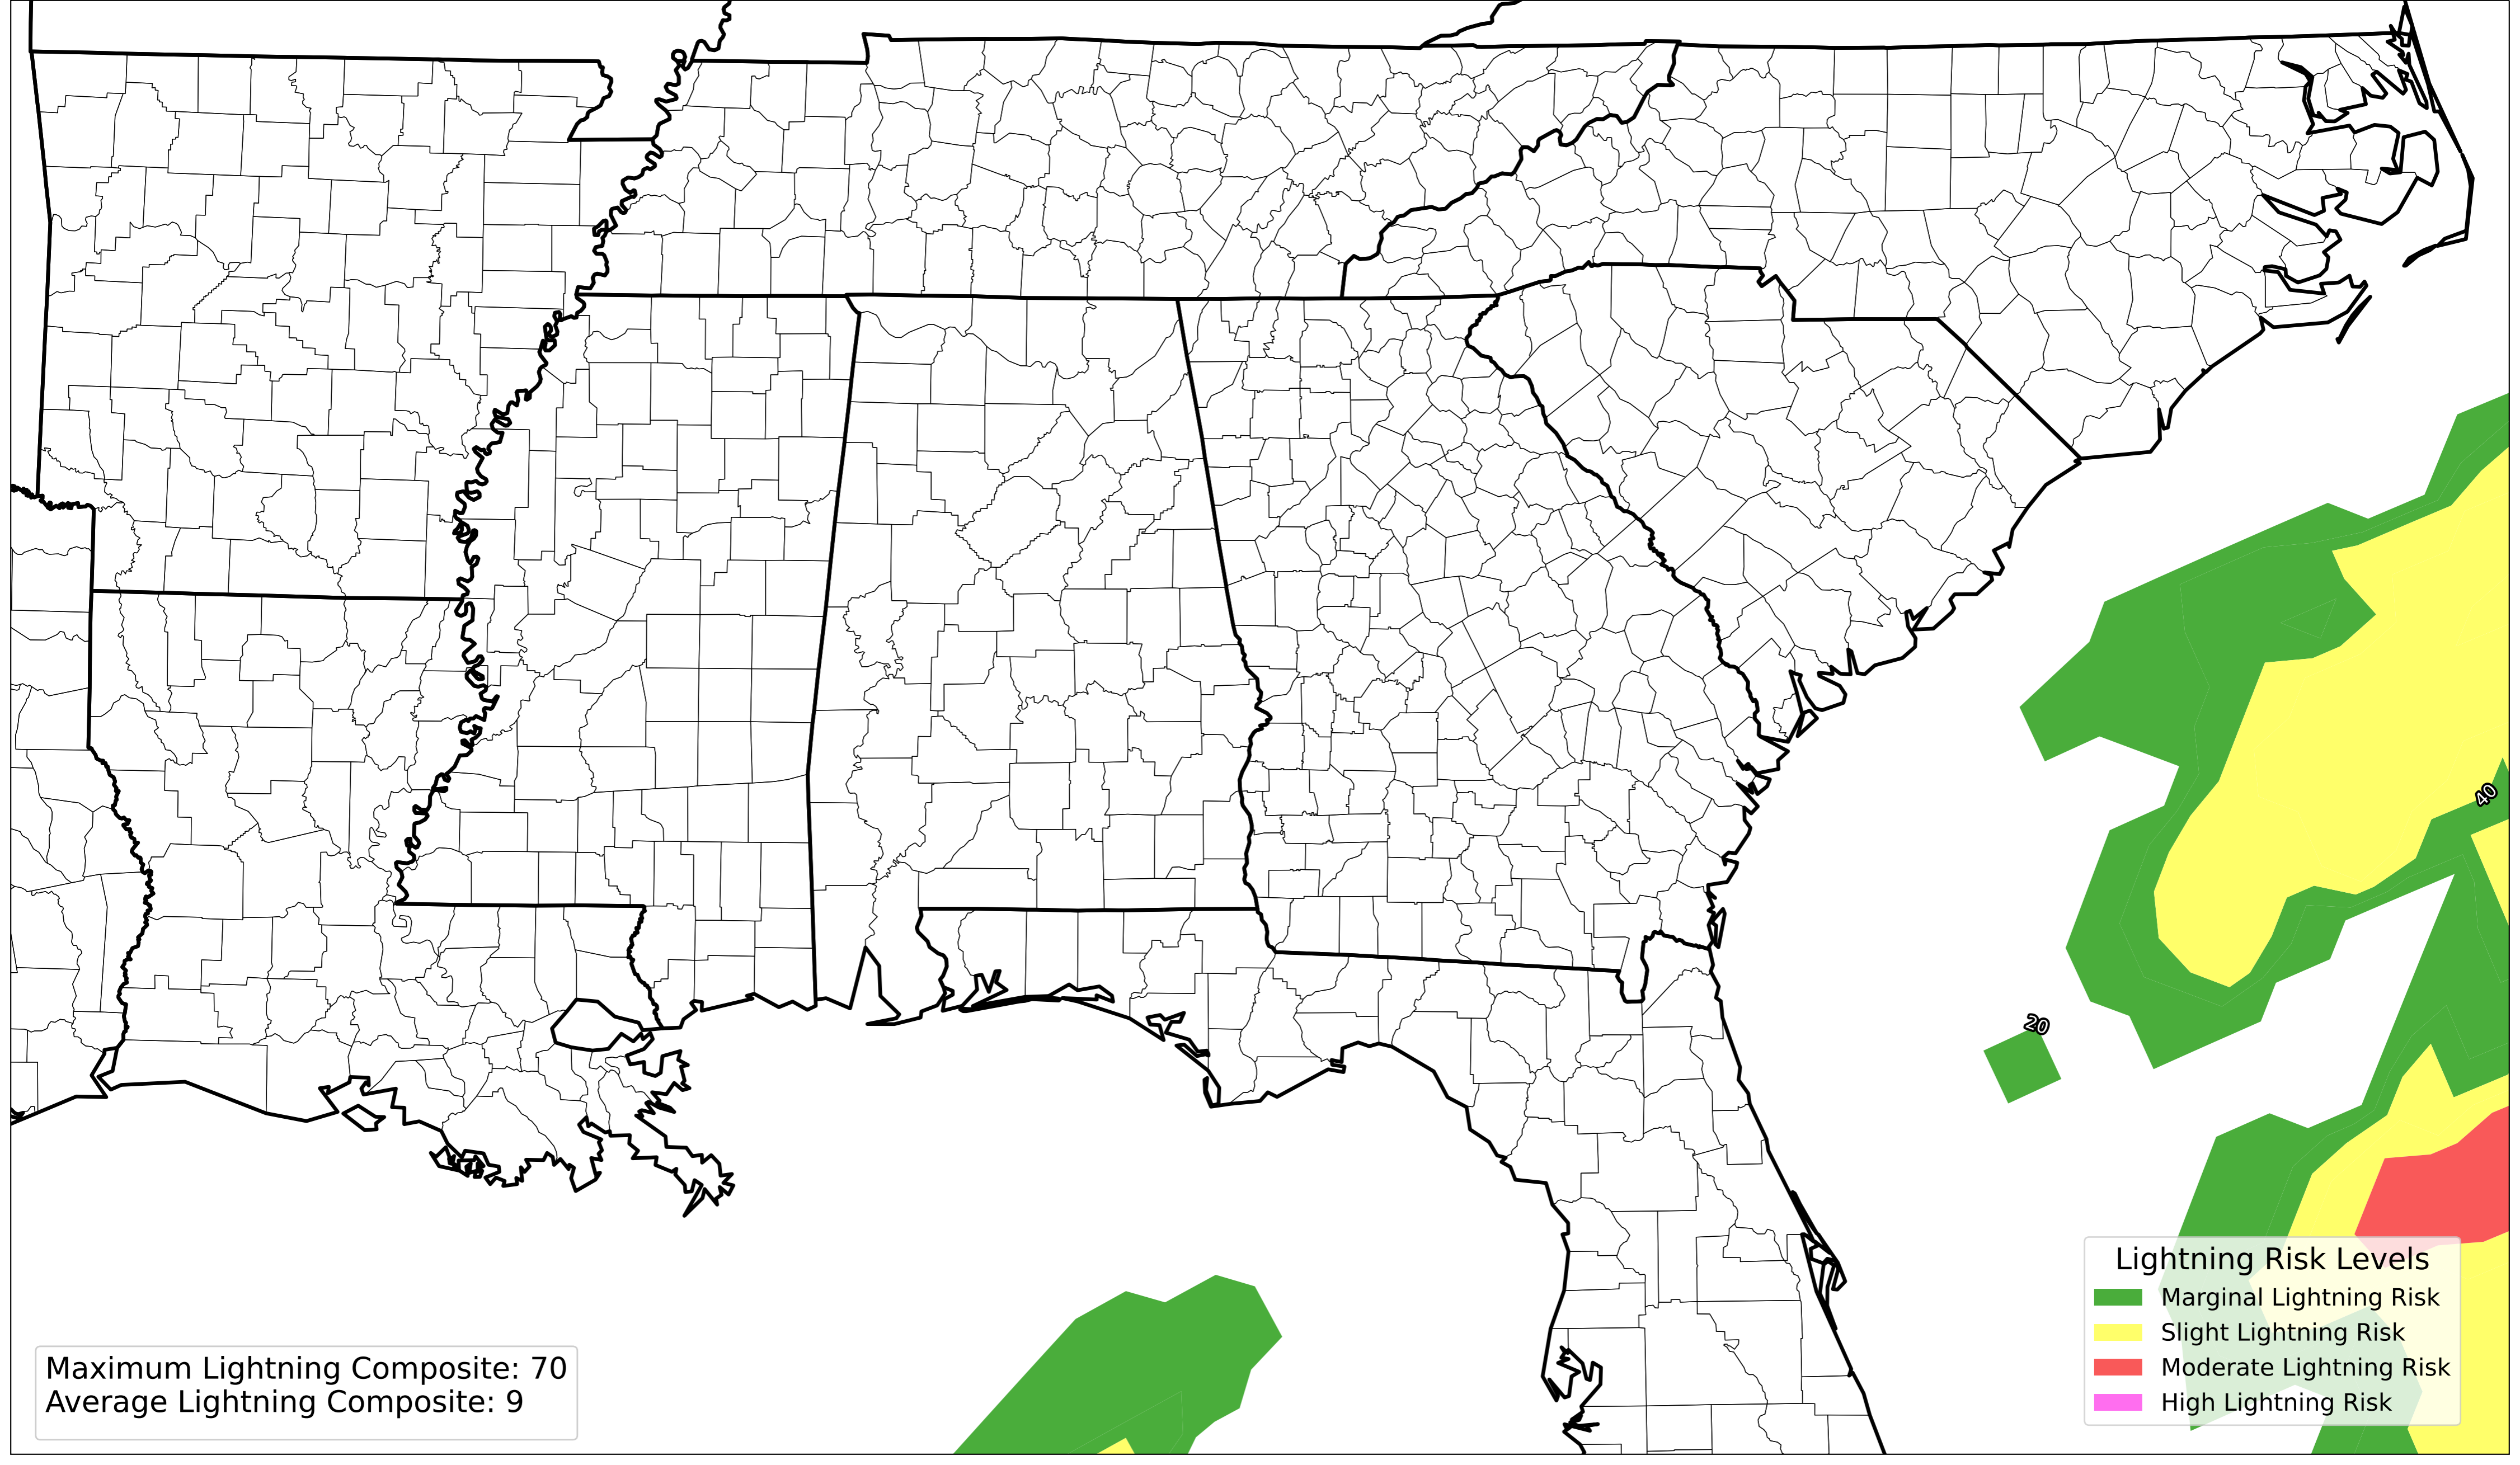 40
20
Lightning Risk Levels
Marginal Lightning Risk
Slight Lightning Risk
Moderate Lightning Risk
High Lightning Risk
Maximum Lightning Composite: 70
Average Lightning Composite: 9